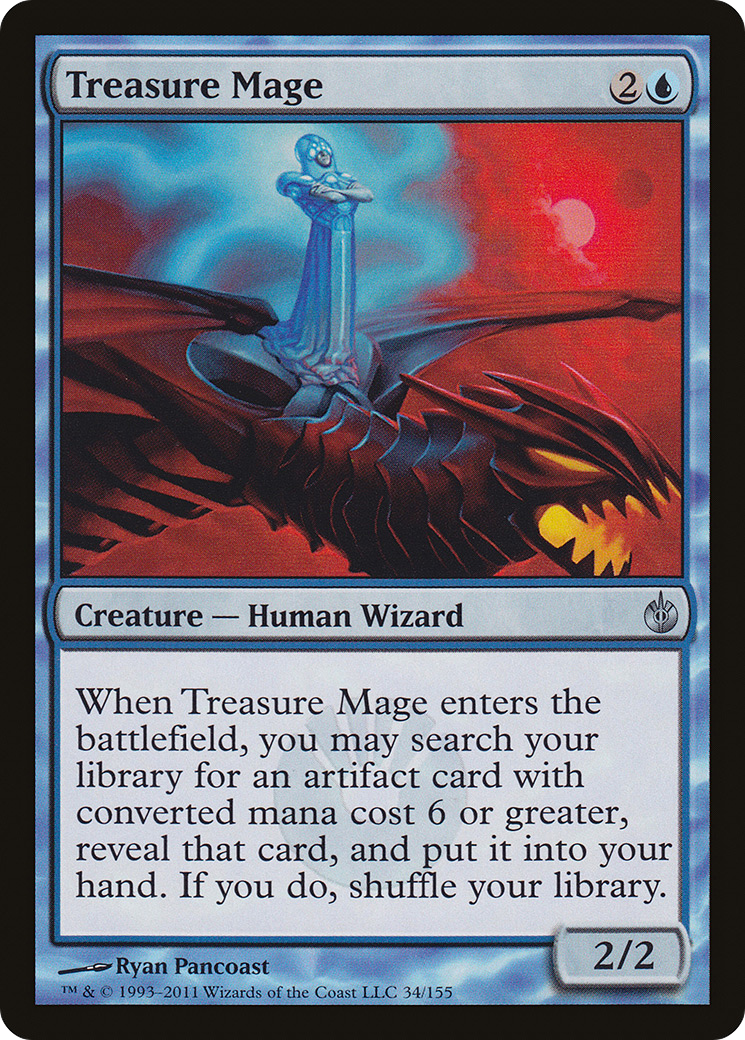 Treasure Mage 2
Creature — Human Wizard
When Treasure Mage enters the
battlefield, you may search your
library for an artifact card with
converted mana cost 6 or greater,
reveal that card, and put it into your
hand. If you do, shuffle your library.
2/2
Ryan Pancoast
™ & © 1993–2011 Wizards of the Coast LLC 34/155